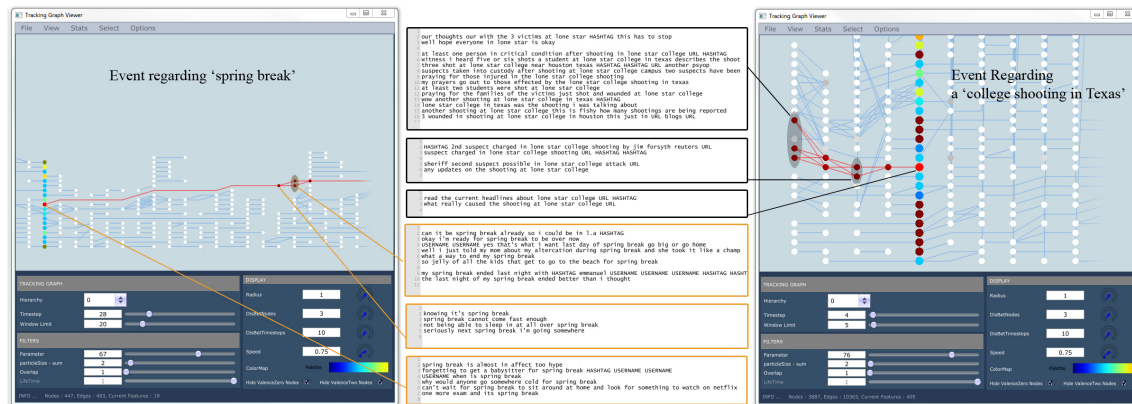 Tracking Graph Viewer
File View Stats Select Options
Event regarding 'spring break'
TRACKING GRAPH
Hierarchy 0
Timestep 28
Window Limit 20
FILTERS
Parameter 67
particleSize - sum 2
Overlap 1
LifeTime 1
DISPLAY
Radius 1
DisBetNodes 3
DisBetTimesteps 10
Speed 0.75
ColorMap Palette
Hide ValenceZero Nodes Hide ValenceTwo Nodes
INFO ... Nodes : 447, Edges : 493, Current Features : 19
our thoughts our with the 3 victims at lone star HASHTAG this has to stop
well hope everyone in lone star is okay
at least one person in critical condition after shooting in lone star college URL HASHTAG
witness i heard five or six shots a student at lone star college in texas describes the shoot
three shot at lone star college near houston texas HASHTAG HASHTAG URL another psyop
suspects taken into custody after shooting at lone star college campus two suspects have been
praying for those injured in the lone star college shooting
my prayers go out to those effected by the lone star college shooting in texas
at least two students were shot at lone star college
praying for the families of the victims just shot and wounded at lone star college
wow another shooting at lone star college in texas HASHTAG
lone star college in texas was the shooting i was talking about
another shooting at lone star college this is fishy how many shootings are being reported
3 wounded in shooting at lone star college in houston this just in URL blogs URL
HASHTAG 2nd suspect charged in lone star college shooting by jim forsyth reuters URL
suspect charged in lone star college shooting URL HASHTAG HASHTAG
sheriff second suspect possible in lone star college attack URL
any updates on the shooting at lone star college
read the current headlines about lone star college URL HASHTAG
what really caused the shooting at lone star college URL
can it be spring break already so i could be in l.a HASHTAG
okay i'm ready for spring break to be over now
USERNAME USERNAME yes that's what i want last day of spring break go big or go home
well i just told my mom about my altercation during spring break and she took it like a champ
what a way to end my spring break
so jelly of all the kids that get to go to the beach for spring break
my spring break ended last night with HASHTAG emmanuel USERNAME USERNAME USERNAME HASHTAG HASHT
the last night of my spring break ended better than i thought
knowing it's spring break
spring break cannot come fast enough
not being able to sleep in at all over spring break
seriously next spring break i'm going somewhere
spring break is almost in affect too hype
forgetting to get a babysitter for spring break HASHTAG USERNAME
USERNAME when is spring break
why would anyone go somewhere cold for spring break
can't wait for spring break to sit around at home and look for something to watch on netflix
one more exam and its spring break
Tracking Graph Viewer
File View Stats Select Options
Event Regarding
a 'college shooting in Texas'
TRACKING GRAPH
Hierarchy 0
Timestep 4
Window Limit 5
FILTERS
Parameter 76
particleSize - sum 2
Overlap 1
LifeTime 1
DISPLAY
Radius 1
DisBetNodes 3
DisBetTimesteps 10
Speed 0.75
ColorMap Palette
Hide ValenceZero Nodes Hide ValenceTwo Nodes
INFO ... Nodes : 3887, Edges : 10363, Current Features : 405